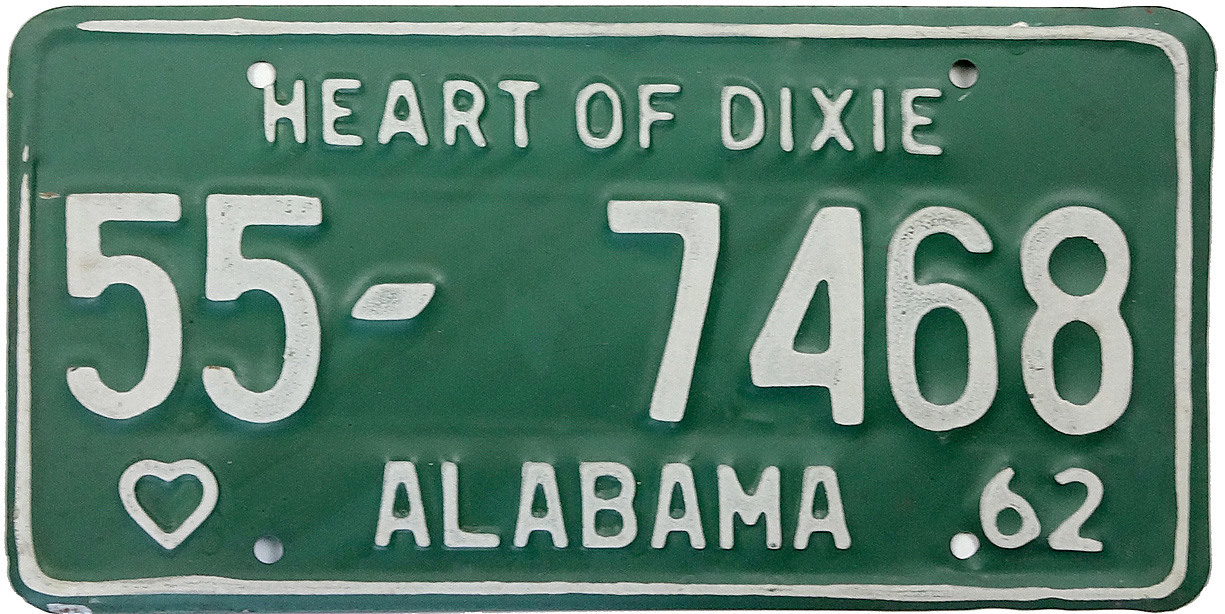 HEART OF DIXIE
55-7468
ALABAMA 62